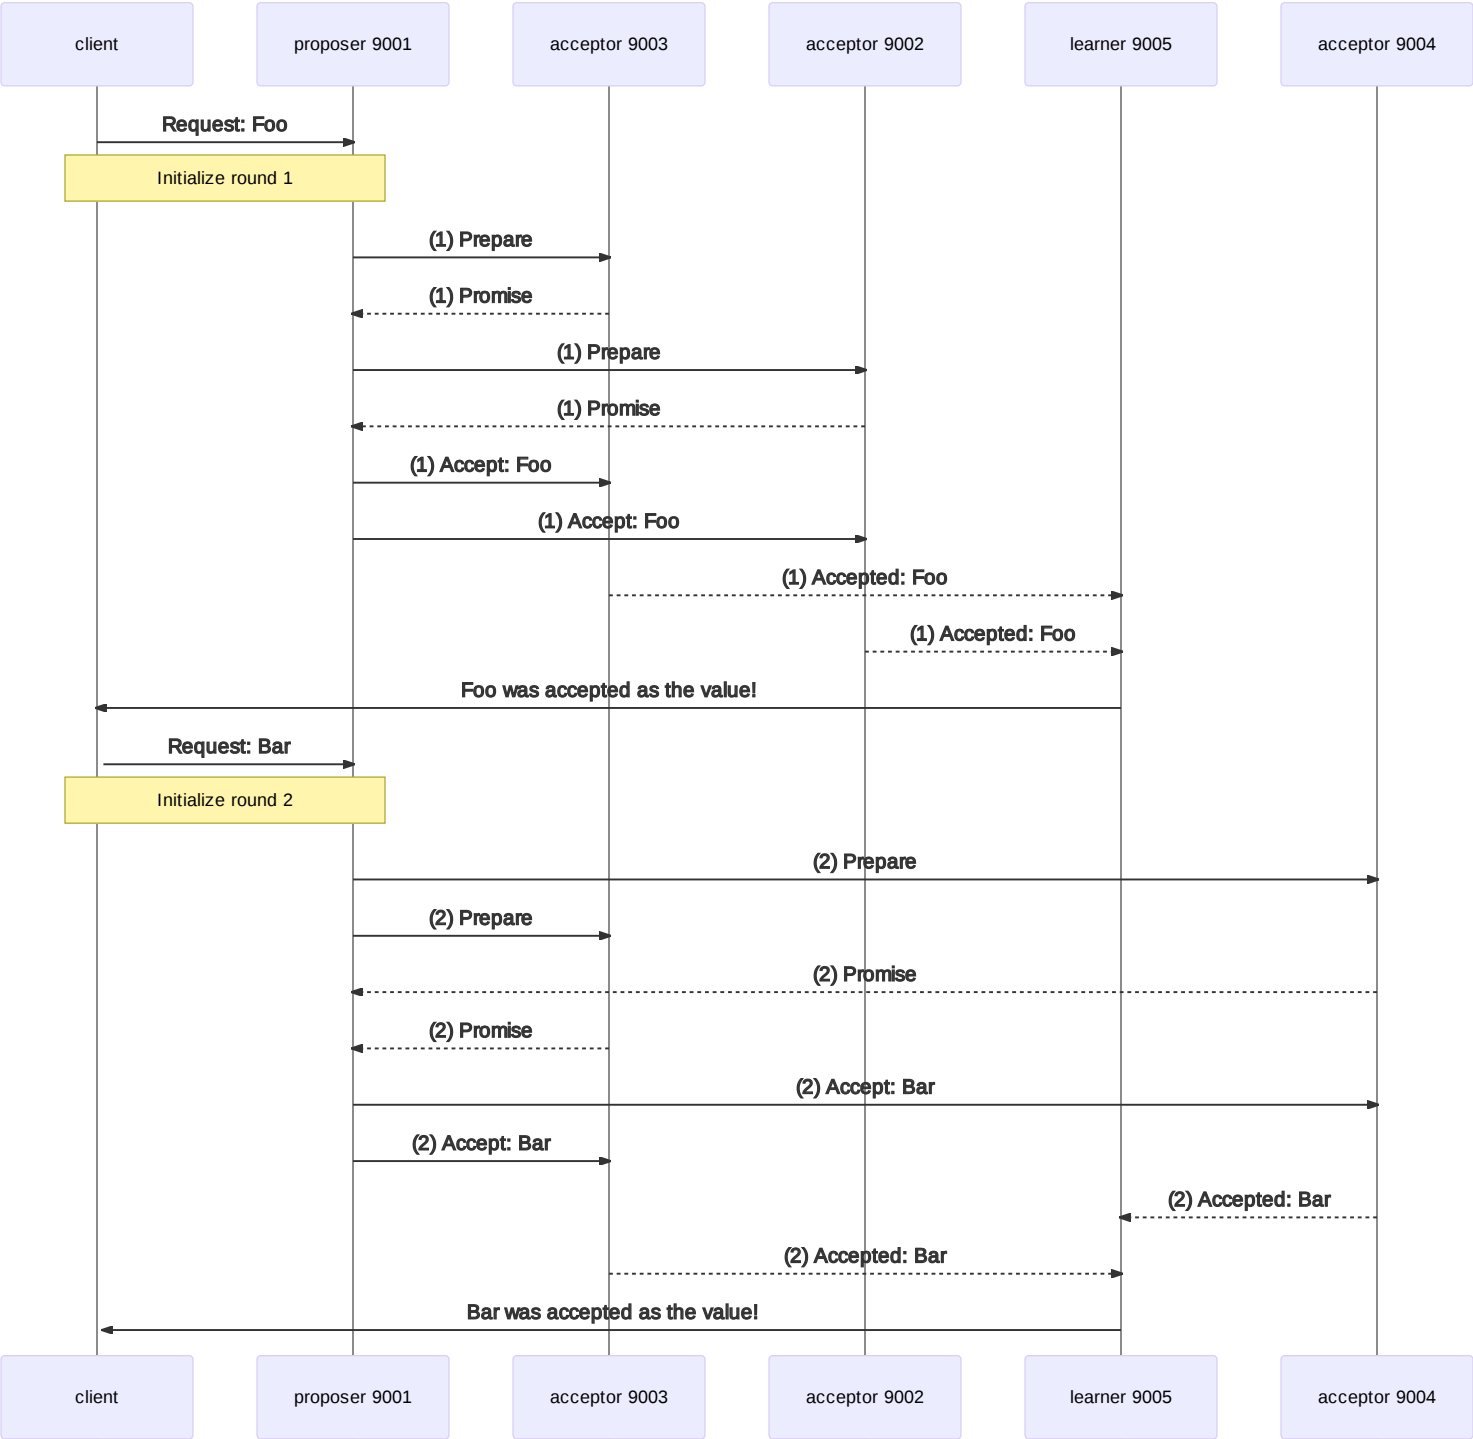 client
proposer 9001
acceptor 9003
acceptor 9002
learner 9005
acceptor 9004
Request: Foo
Initialize round 1
(1) Prepare
(1) Promise
(1) Prepare
(1) Promise
(1) Accept: Foo
(1) Accept: Foo
(1) Accepted: Foo
(1) Accepted: Foo
Foo was accepted as the value!
Request: Bar
Initialize round 2
(2) Prepare
(2) Prepare
(2) Promise
(2) Promise
(2) Accept: Bar
(2) Accept: Bar
(2) Accepted: Bar
(2) Accepted: Bar
Bar was accepted as the value!
client
proposer 9001
acceptor 9003
acceptor 9002
learner 9005
acceptor 9004